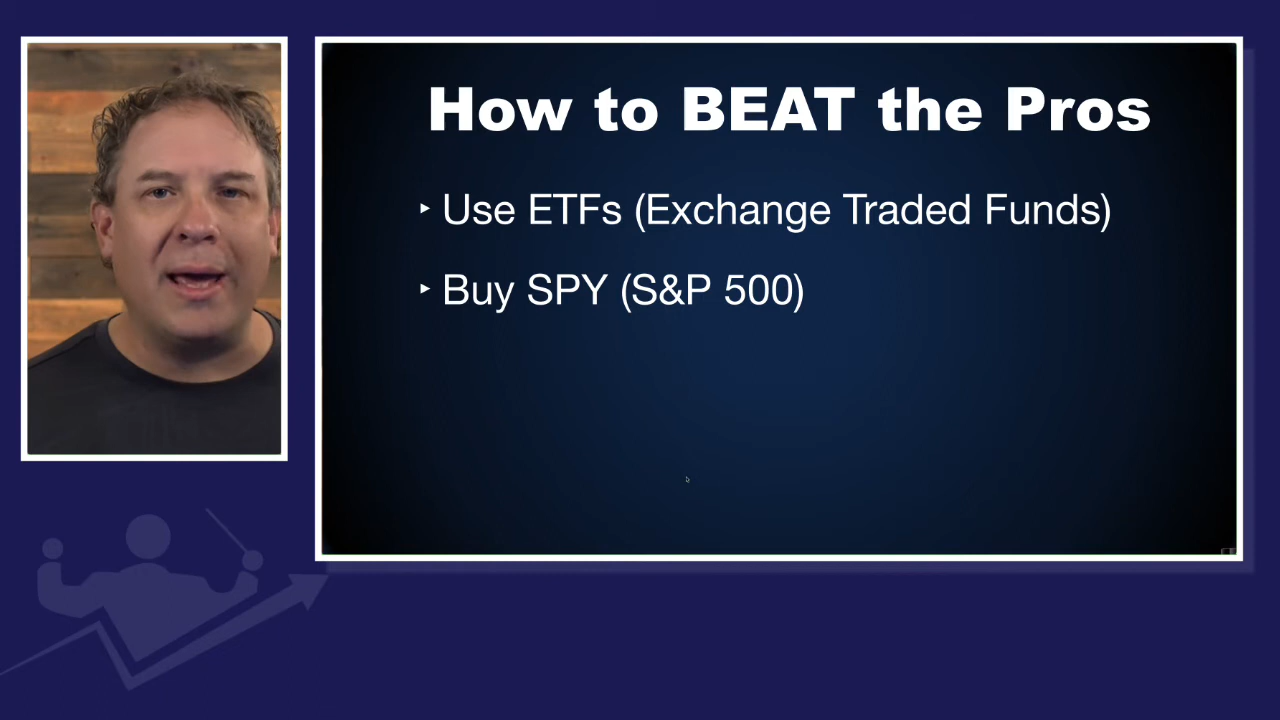 How to BEAT the Pros
‣ Use ETFs (Exchange Traded Funds)
‣ Buy SPY (S&P 500)